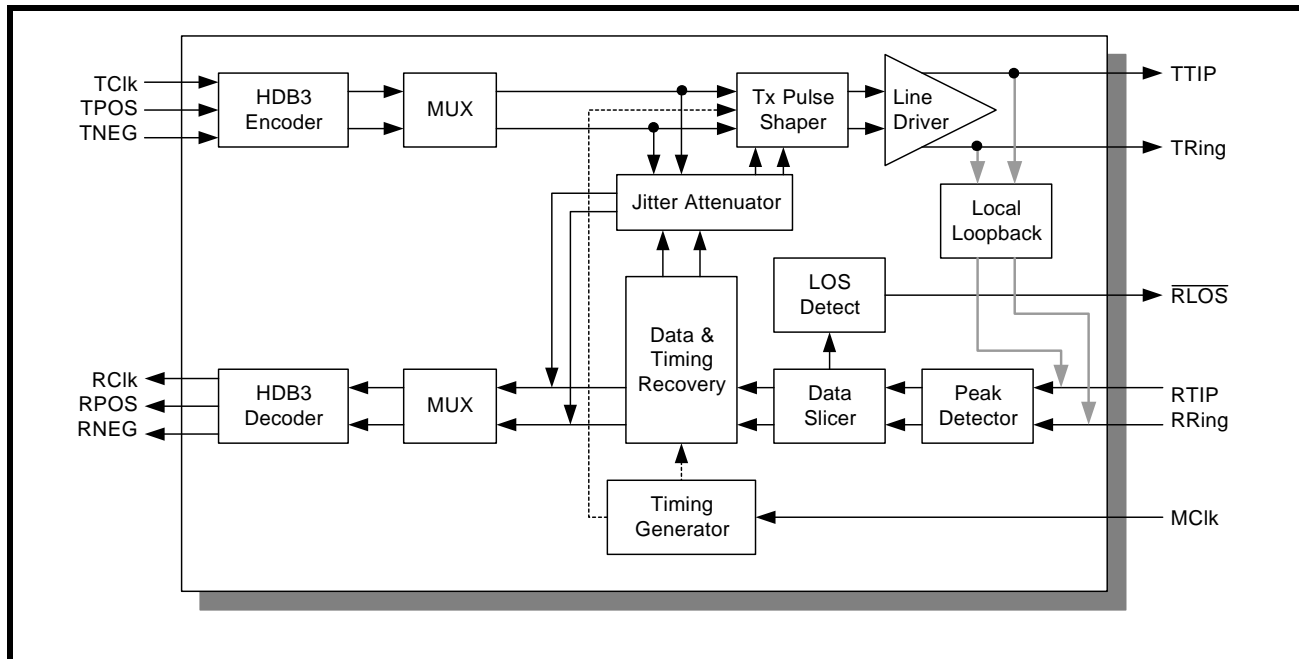 TClk
TPOS
TNEG
HDB3
Encoder
MUX
Tx Pulse
Shaper
Line
Driver
TTIP
TRing
Jitter Attenuator
Local
Loopback
LOS
Detect
RLOS
Data &
Timing
Recovery
RClk
RPOS
RNEG
HDB3
Decoder
MUX
Data
Slicer
Peak
Detector
RTIP
RRing
Timing
Generator
MClk